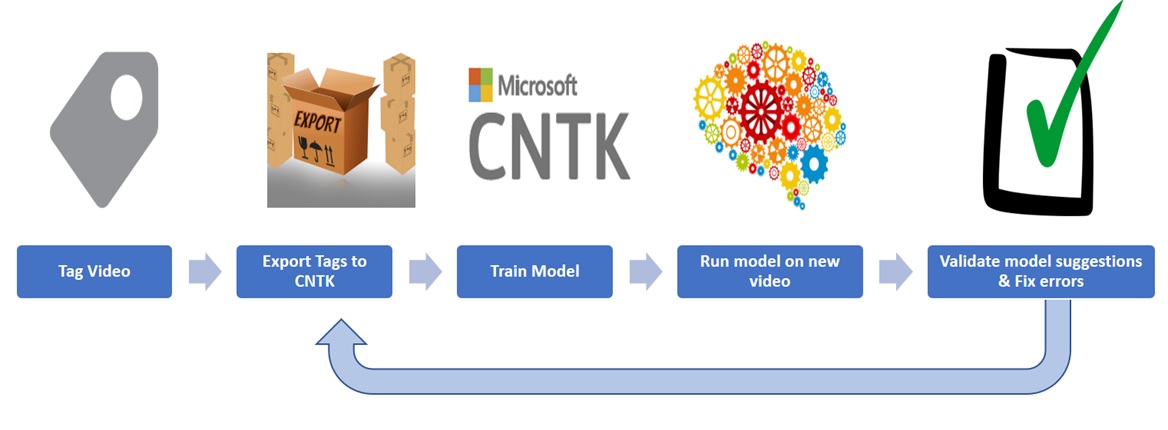 EXPORT
Microsoft
CNTK
Tag Video
Export Tags to
CNTK
Train Model
Run model on new
video
Validate model suggestions
& Fix errors